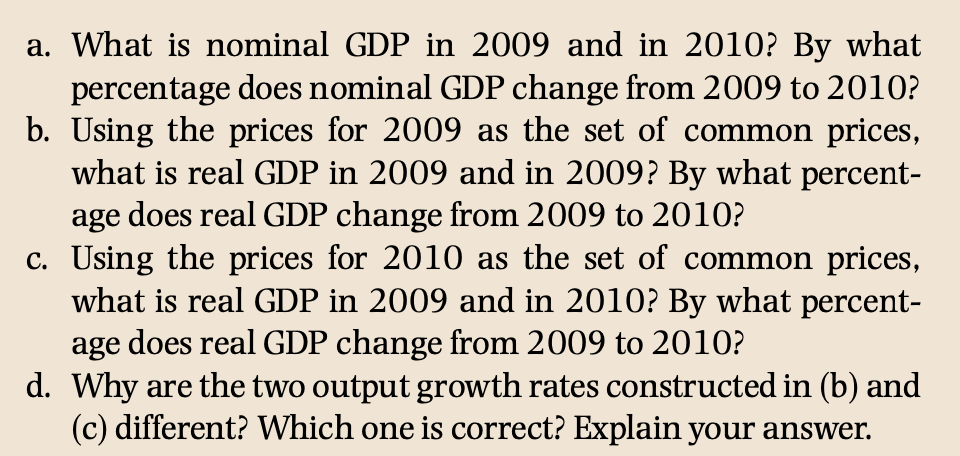 a. What is nominal GDP in 2009 and in 2010? By what
percentage does nominal GDP change from 2009 to 2010?
b. Using the prices for 2009 as the set of common prices,
what is real GDP in 2009 and in 2009? By what percent-
age does real GDP change from 2009 to 2010?
c. Using the prices for 2010 as the set of common prices,
what is real GDP in 2009 and in 2010? By what percent-
age does real GDP change from 2009 to 2010?
d. Why are the two output growth rates constructed in (b) and
(c) different? Which one is correct? Explain your answer.